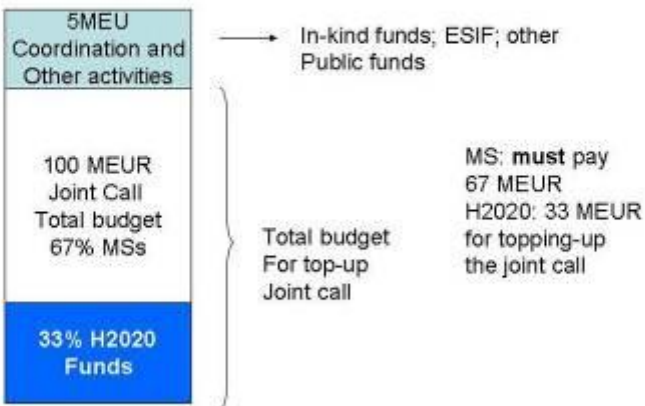 5MEU
Coordination and
Other activities
In-kind funds; ESIF; other
Public funds
100 MEUR
Joint Call
Total budget
67% MSs
33% H2020
Funds
Total budget
For top-up
Joint call
MS: must pay
67 MEUR
H2020: 33 MEUR
for topping-up
the joint call